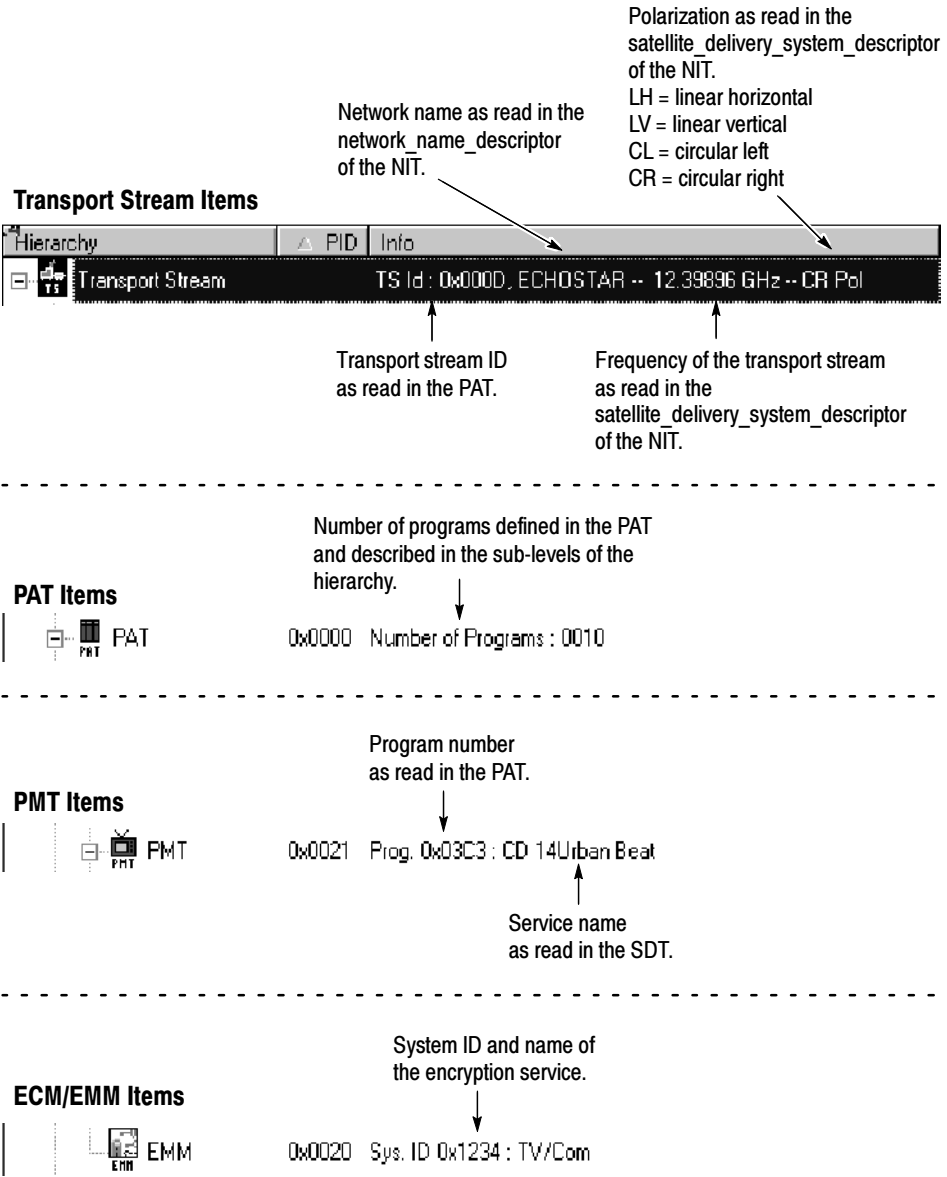 Polarization as read in the
satellite_delivery_system_descriptor
of the NIT.
LH = linear horizontal
LV = linear vertical
CL = circular left
CR = circular right
Network name as read in the
network_name_descriptor
of the NIT.
Transport Stream Items
Hierarchy PID Info
TS Transport Stream TS Id : 0x000D, ECHOSTAR -- 12.39896 GHz -- CR Pol
Transport stream ID
as read in the PAT.
Frequency of the transport stream
as read in the
satellite_delivery_system_descriptor
of the NIT.
Number of programs defined in the PAT
and described in the sub-levels of the
hierarchy.
PAT Items
PAT PAT 0x0000 Number of Programs : 0010
Program number
as read in the PAT.
PMT Items
PMT PMT 0x0021 Prog. 0x03C3 : CD 14Urban Beat
Service name
as read in the SDT.
System ID and name of
the encryption service.
ECM/EMM Items
EMM EMM 0x0020 Sys. ID 0x1234 : TV/Com